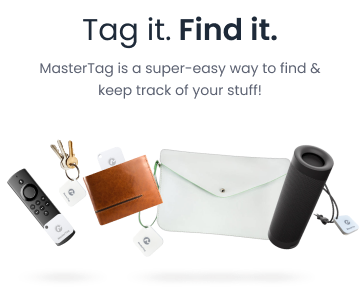 Tag it. Find it.
MasterTag is a super-easy way to find &
keep track of your stuff!